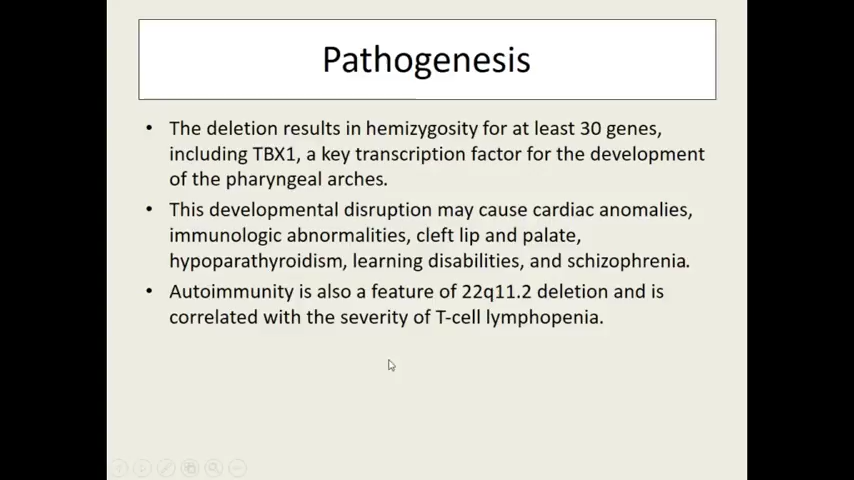 Pathogenesis
• The deletion results in hemizygosity for at least 30 genes,
including TBX1, a key transcription factor for the development
of the pharyngeal arches.
• This developmental disruption may cause cardiac anomalies,
immunologic abnormalities, cleft lip and palate,
hypoparathyroidism, learning disabilities, and schizophrenia.
• Autoimmunity is also a feature of 22q11.2 deletion and is
correlated with the severity of T-cell lymphopenia.